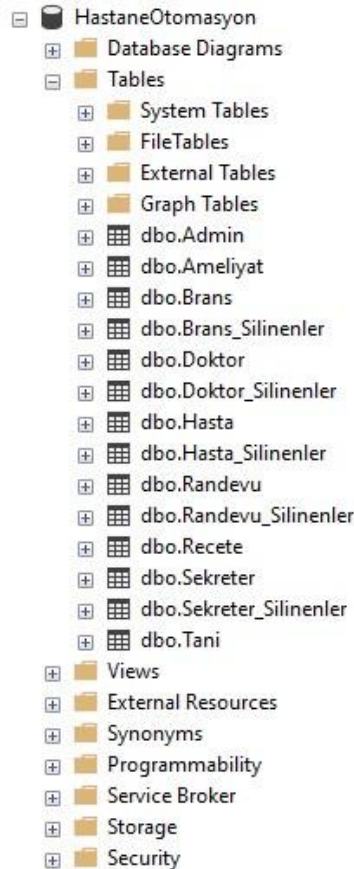 HastaneOtomasyon
Database Diagrams
Tables
System Tables
FileTables
External Tables
Graph Tables
dbo.Admin
dbo.Ameliyat
dbo.Brans
dbo.Brans_Silinenler
dbo.Doktor
dbo.Doktor_Silinenler
dbo.Hasta
dbo.Hasta_Silinenler
dbo.Randevu
dbo.Randevu_Silinenler
dbo.Recete
dbo.Sekreter
dbo.Sekreter_Silinenler
dbo.Tani
Views
External Resources
Synonyms
Programmability
Service Broker
Storage
Security